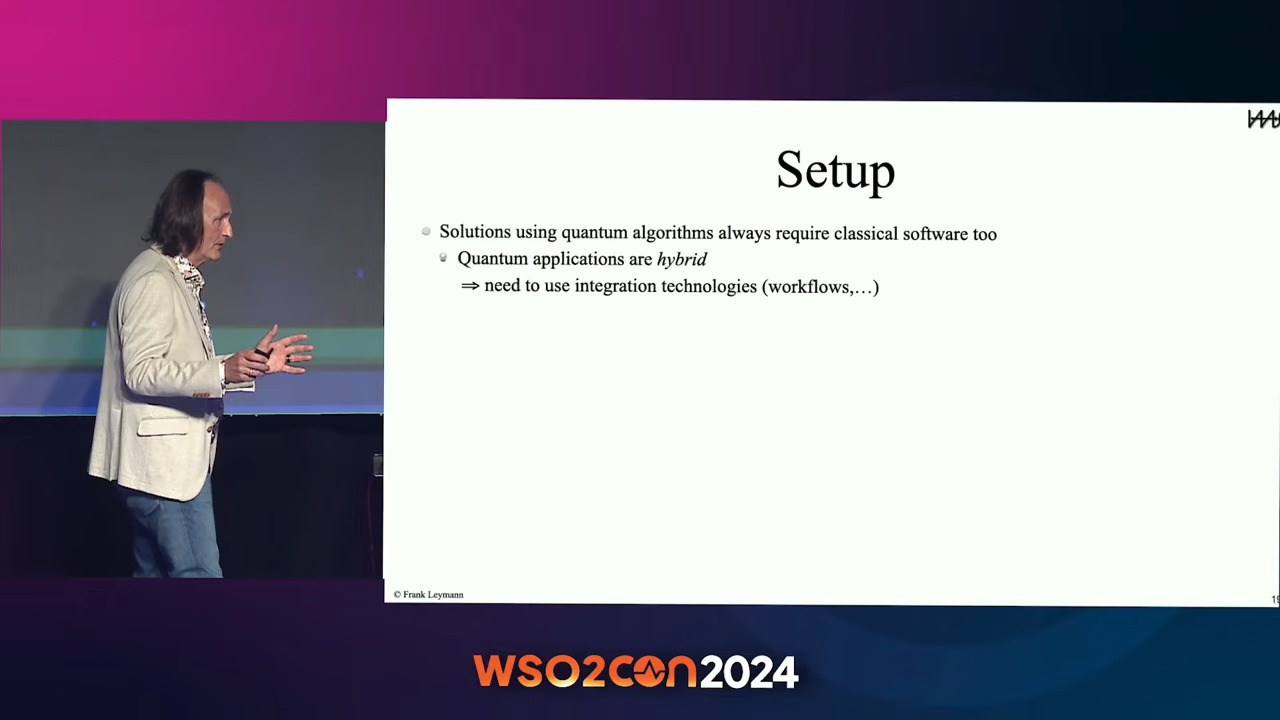 Setup
Solutions using quantum algorithms always require classical software too
Quantum applications are hybrid
⇒ need to use integration technologies (workflows,…)
© Frank Leymann
19
WSO2CON2024